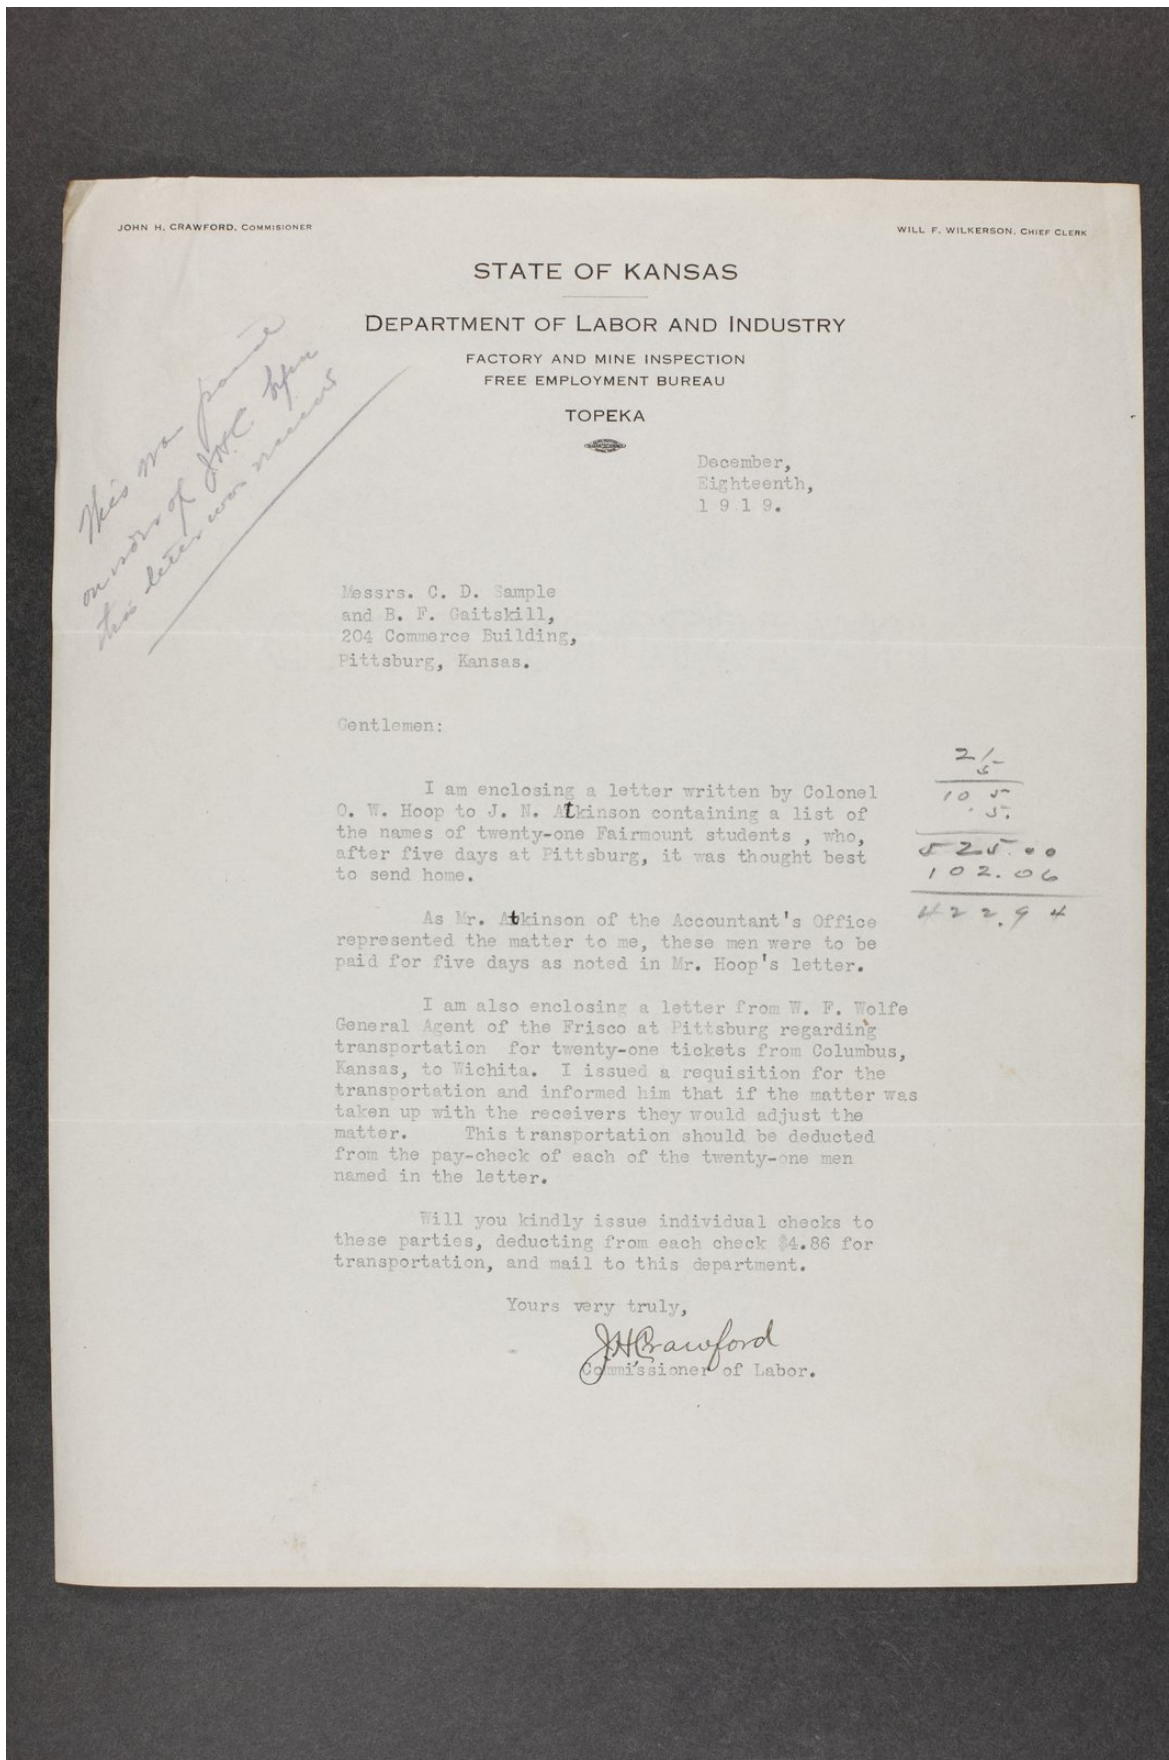 JOHN H. CRAWFORD, COMMISIONER
WILL F. WILKERSON, CHIEF CLERK
STATE OF KANSAS
DEPARTMENT OF LABOR AND INDUSTRY
FACTORY AND MINE INSPECTION
FREE EMPLOYMENT BUREAU
TOPEKA
This was
on of J.H.C. before
this letter was
December,
Eighteenth,
1 9 1 9.
Messrs. C. D. Sample
and B. F. Gaitskill,
204 Commerce Building,
Pittsburg, Kansas.
Gentlemen:
I am enclosing a letter written by Colonel
O. W. Hoop to J. N. Atkinson containing a list of
the names of twenty-one Fairmount students , who,
after five days at Pittsburg, it was thought best
to send home.
21
5
105
5.
525.00
102.06
422.94
As Mr. Atkinson of the Accountant's Office
represented the matter to me, these men were to be
paid for five days as noted in Mr. Hoop's letter.
I am also enclosing a letter from W. F. Wolfe
General Agent of the Frisco at Pittsburg regarding
transportation for twenty-one tickets from Columbus,
Kansas, to Wichita. I issued a requisition for the
transportation and informed him that if the matter was
taken up with the receivers they would adjust the
matter. This transportation should be deducted
from the pay-check of each of the twenty-one men
named in the letter.
Will you kindly issue individual checks to
these parties, deducting from each check $4.86 for
transportation, and mail to this department.
Yours very truly,
J.H.Crawford
Commissioner of Labor.